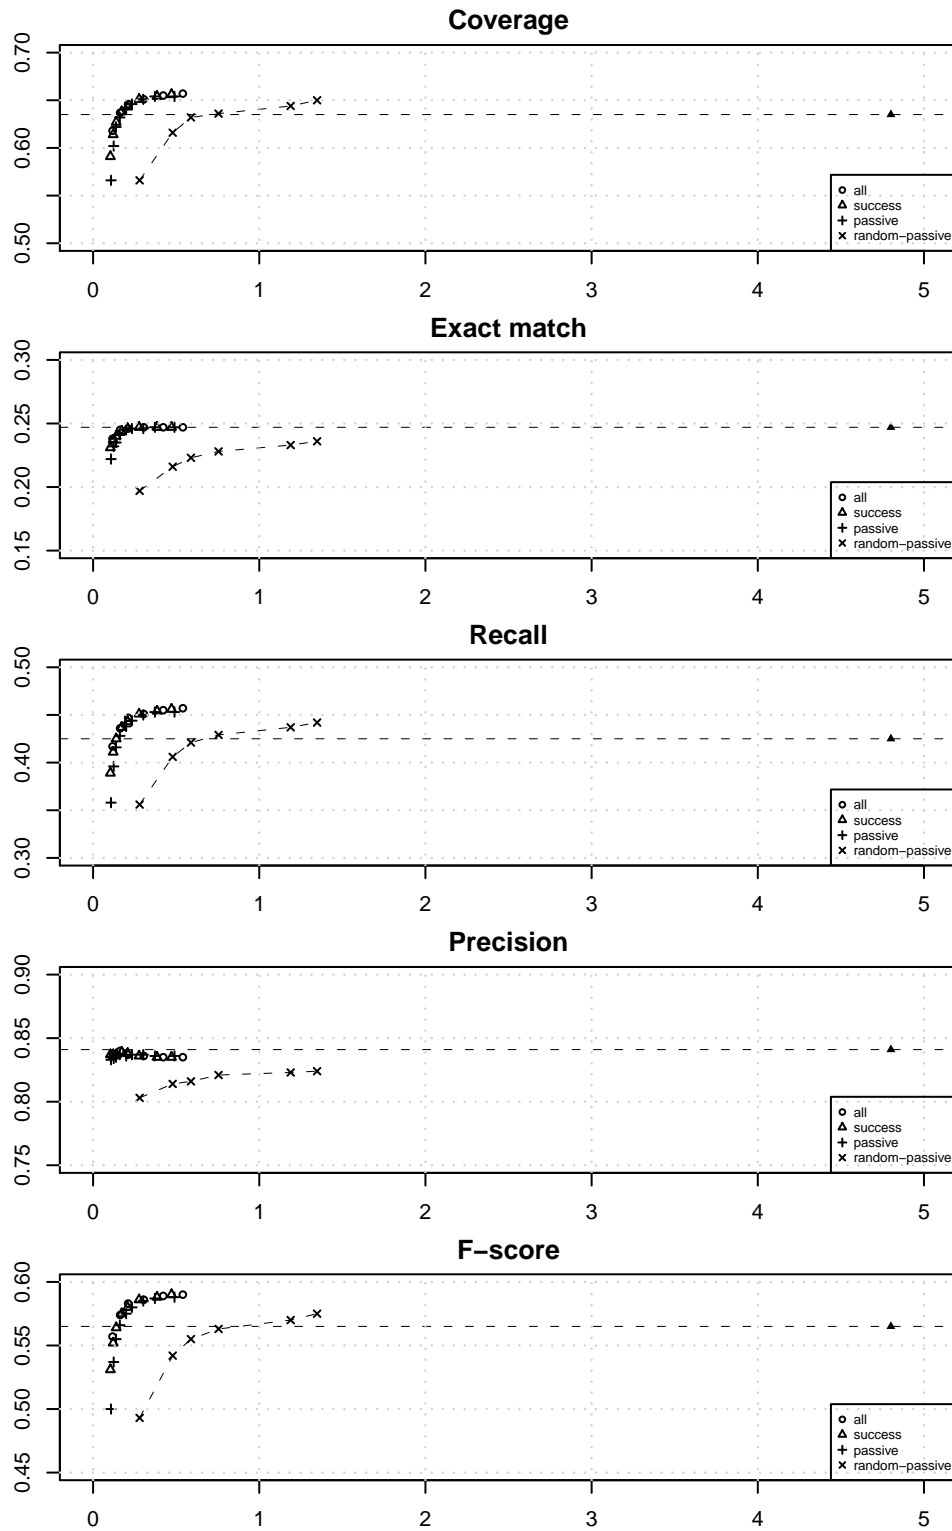 Coverage
0.70
0.60
0.50
all
success
passive
random−passive
0 1 2 3 4 5
Exact match
0.30
0.25
0.20
0.15
all
success
passive
random−passive
0 1 2 3 4 5
Recall
0.50
0.40
0.30
all
success
passive
random−passive
0 1 2 3 4 5
Precision
0.90
0.85
0.80
0.75
all
success
passive
random−passive
0 1 2 3 4 5
F−score
0.60
0.55
0.50
0.45
all
success
passive
random−passive
0 1 2 3 4 5